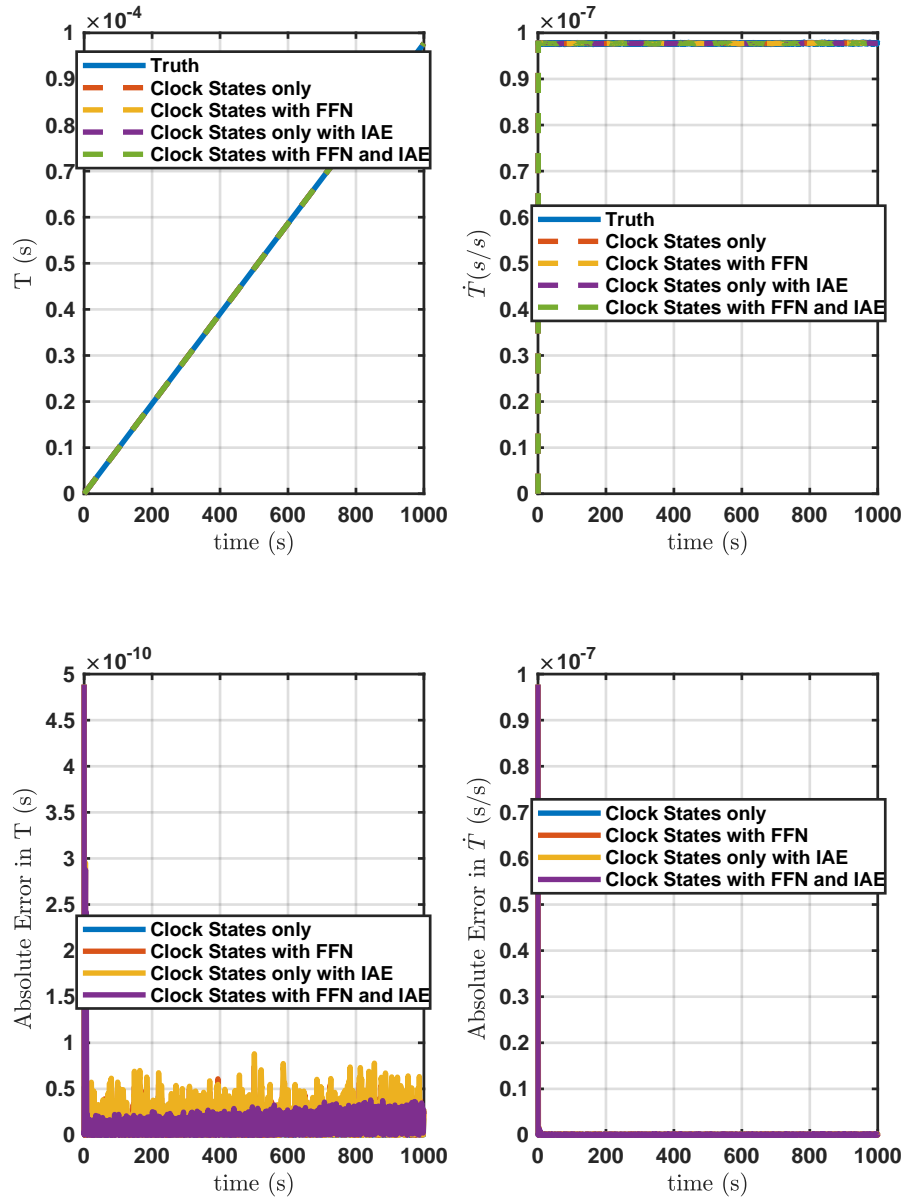 ×10-4
1
0.9
0.8
0.7
0.6
0.5
0.4
0.3
0.2
0.1
0
T (s)
Truth
Clock States only
Clock States with FFN
Clock States only with IAE
Clock States with FFN and IAE
0 200 400 600 800 1000
time (s)
×10-7
1
0.9
0.8
0.7
0.6
0.5
0.4
0.3
0.2
0.1
0
Ṫ(s/s)
Truth
Clock States only
Clock States with FFN
Clock States only with IAE
Clock States with FFN and IAE
0 200 400 600 800 1000
time (s)
×10-10
5
4.5
4
3.5
3
2.5
2
1.5
1
0.5
0
Absolute Error in T (s)
Clock States only
Clock States with FFN
Clock States only with IAE
Clock States with FFN and IAE
0 200 400 600 800 1000
time (s)
×10-7
1
0.9
0.8
0.7
0.6
0.5
0.4
0.3
0.2
0.1
0
Absolute Error in Ṫ (s/s)
Clock States only
Clock States with FFN
Clock States only with IAE
Clock States with FFN and IAE
0 200 400 600 800 1000
time (s)